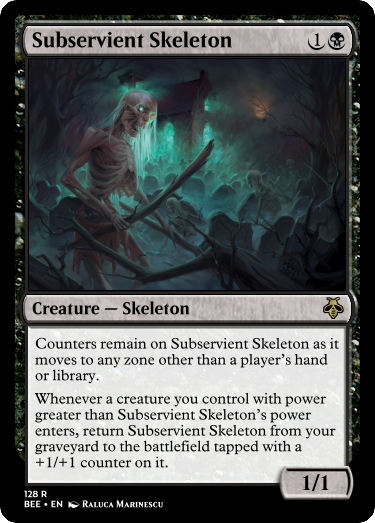 Subservient Skeleton 1
Creature — Skeleton
Counters remain on Subservient Skeleton as it
moves to any zone other than a player's hand
or library.
Whenever a creature you control with power
greater than Subservient Skeleton's power
enters, return Subservient Skeleton from your
graveyard to the battlefield tapped with a
+1/+1 counter on it.
1/1
128 R
BEE • EN Raluca Marinescu